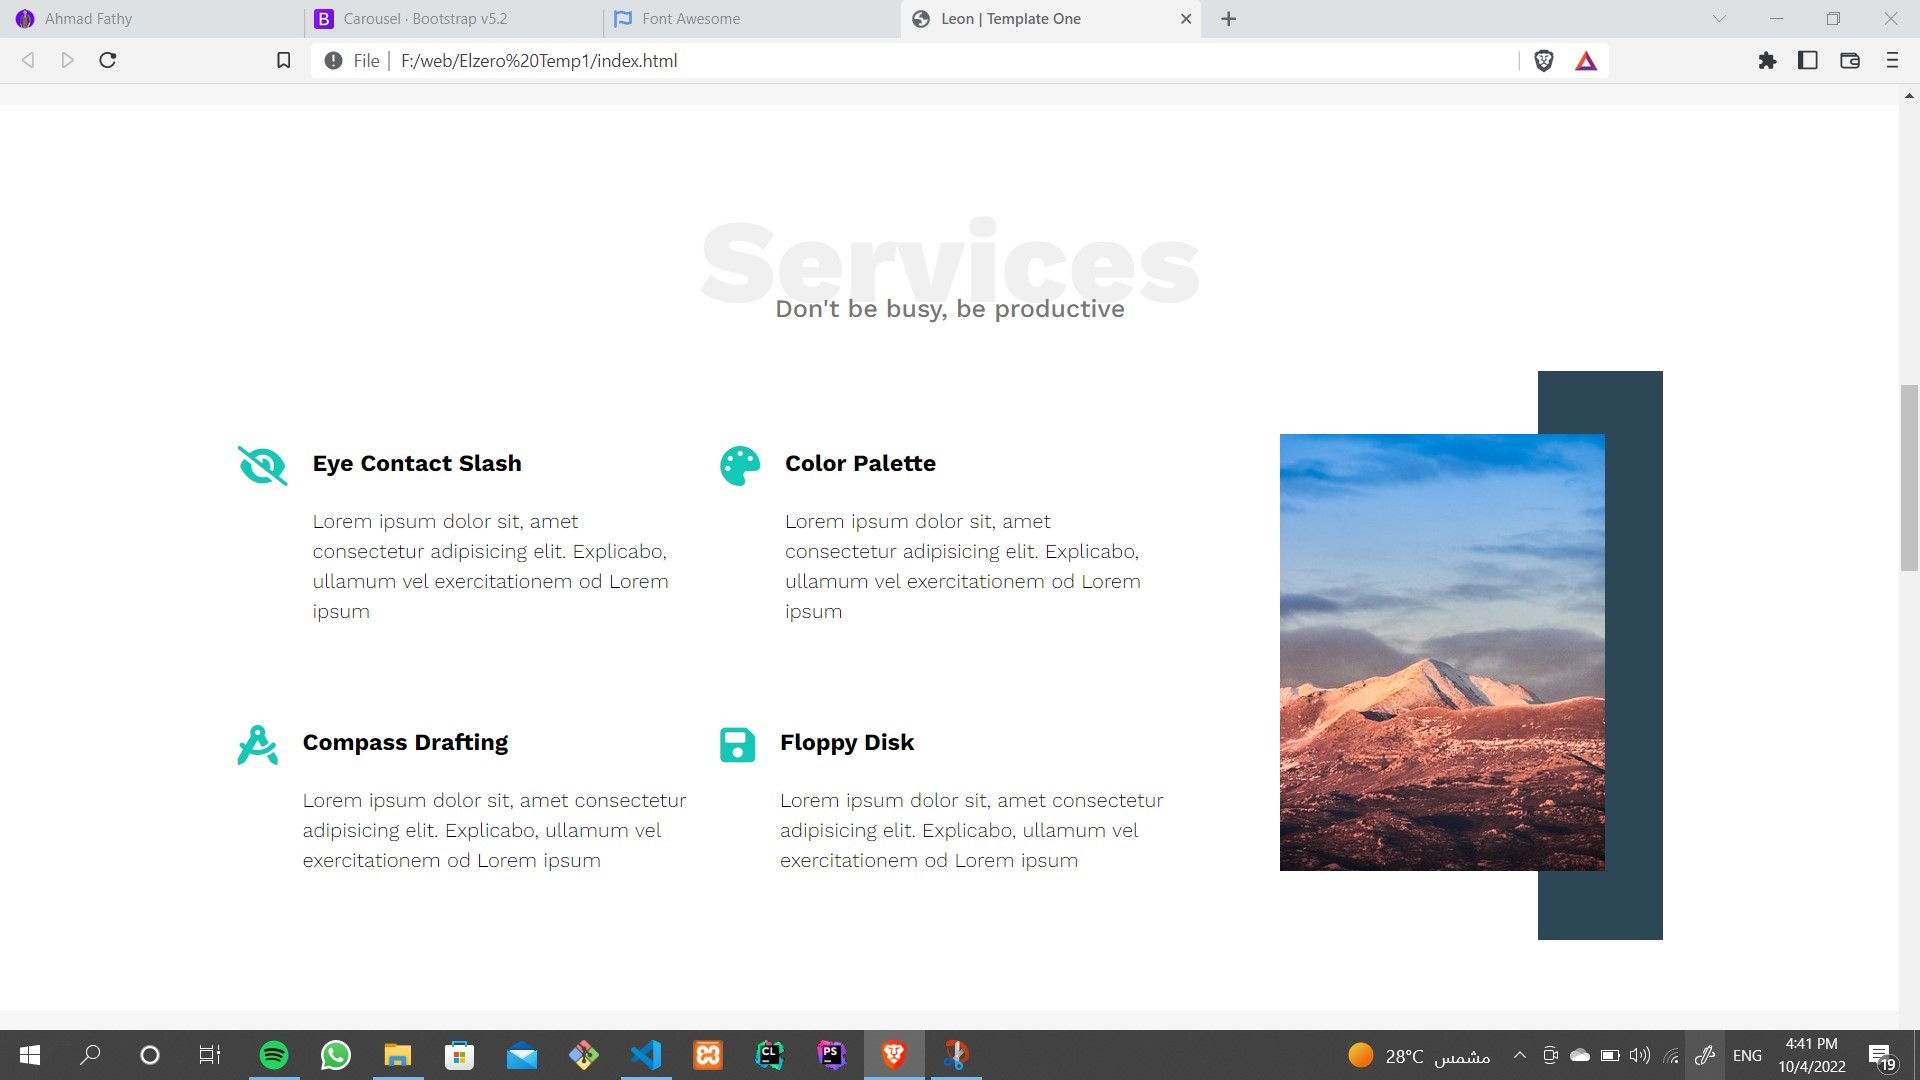 Ahmad Fathy
Carousel · Bootstrap v5.2
Font Awesome
Leon | Template One
File
F:/web/Elzero%20Temp1/index.html
Services
Don't be busy, be productive
Eye Contact Slash
Lorem ipsum dolor sit, amet
consectetur adipisicing elit. Explicabo,
ullamum vel exercitationem od Lorem
ipsum
Color Palette
Lorem ipsum dolor sit, amet
consectetur adipisicing elit. Explicabo,
ullamum vel exercitationem od Lorem
ipsum
Compass Drafting
Lorem ipsum dolor sit, amet consectetur
adipisicing elit. Explicabo, ullamum vel
exercitationem od Lorem ipsum
Floppy Disk
Lorem ipsum dolor sit, amet consectetur
adipisicing elit. Explicabo, ullamum vel
exercitationem od Lorem ipsum
CL
PS
28°C مشمس
ENG
4:41 PM
10/4/2022
19